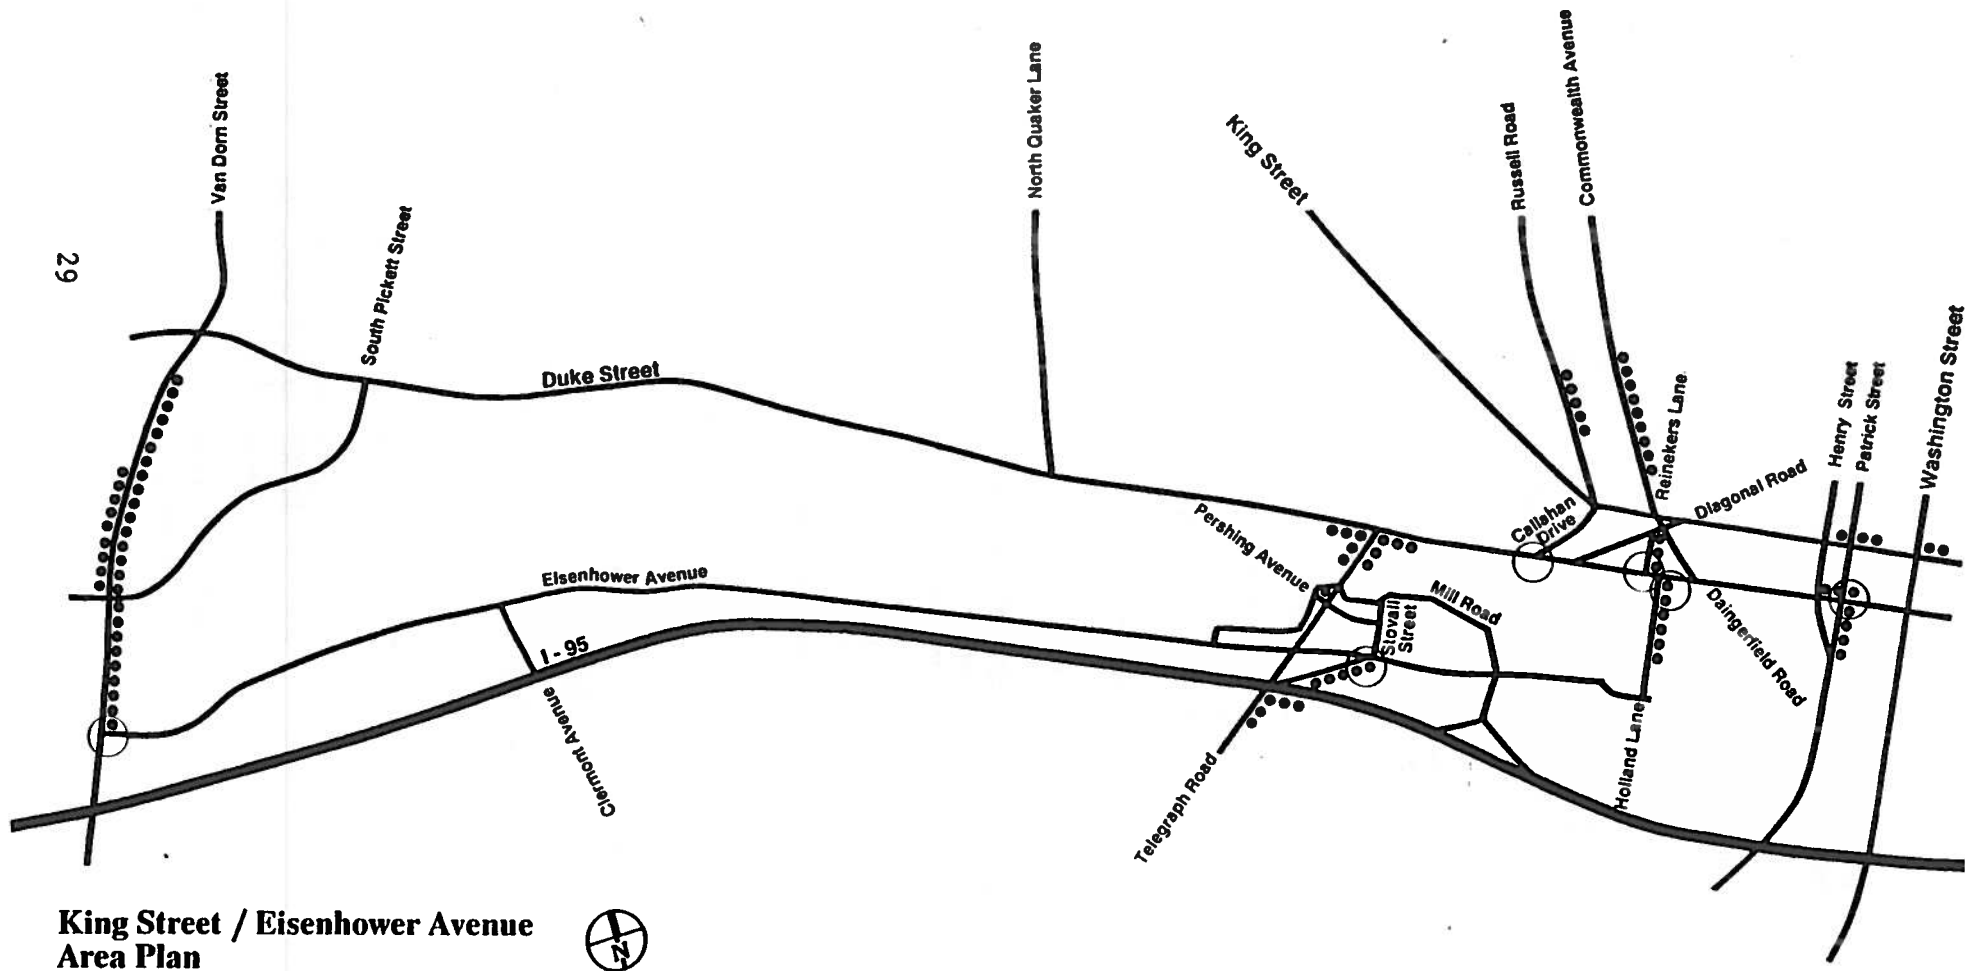 Van Dorn Street
South Pickett Street
North Quaker Lane
King Street
Russell Road
Commonwealth Avenue
29
Duke Street
Reinekers Lane
Diagonal Road
Henry Street
Patrick Street
Washington Street
Callahan
Drive
Pershing Avenue
Eisenhower Avenue
Mill Road
Stovall
Street
Daingerfield Road
I - 95
Clermont Avenue
Telegraph Road
Holland Lane
King Street / Eisenhower Avenue
Area Plan
N